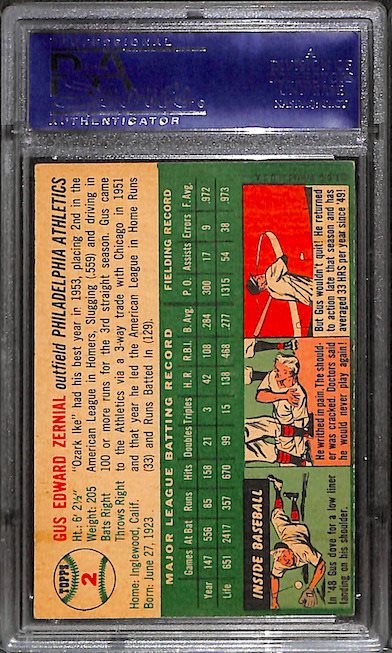 AUTHENTICATOR
TOPPS
2
GUS EDWARD ZERNIAL outfield PHILADELPHIA ATHLETICS
Ht.: 6' 2½"
Weight: 205
Bats Right
Throws Right
Home: Inglewood, Calif.
Born: June 27, 1923
"Ozark Ike" had his best year in 1953, placing 2nd in the
American League in Homers, Slugging (.559) and driving in
100 or more runs for the 3rd straight season. Gus came
to the Athletics via a 3-way trade with Chicago in 1951
and that year he led the American League in Home Runs
(33) and Runs Batted In (129).
MAJOR LEAGUE BATTING RECORD FIELDING RECORD
Games At Bat Runs Hits Doubles Triples H.R. R.B.I. B.Avg. P.O. Assists Errors F.Avg.
Year 147 556 85 158 21 3 42 108 .284 300 17 9 .972
Life 651 2417 357 670 99 15 138 468 .277 1315 54 38 .973
INSIDE BASEBALL
In '48 Gus dove for a low liner
landing on his shoulder.
He writhed in pain. The should-
er was cracked. Doctors said
he would never play again!
But Gus wouldn't quit! He returned
to action late that season and has
averaged 33 HRS per year since '49!